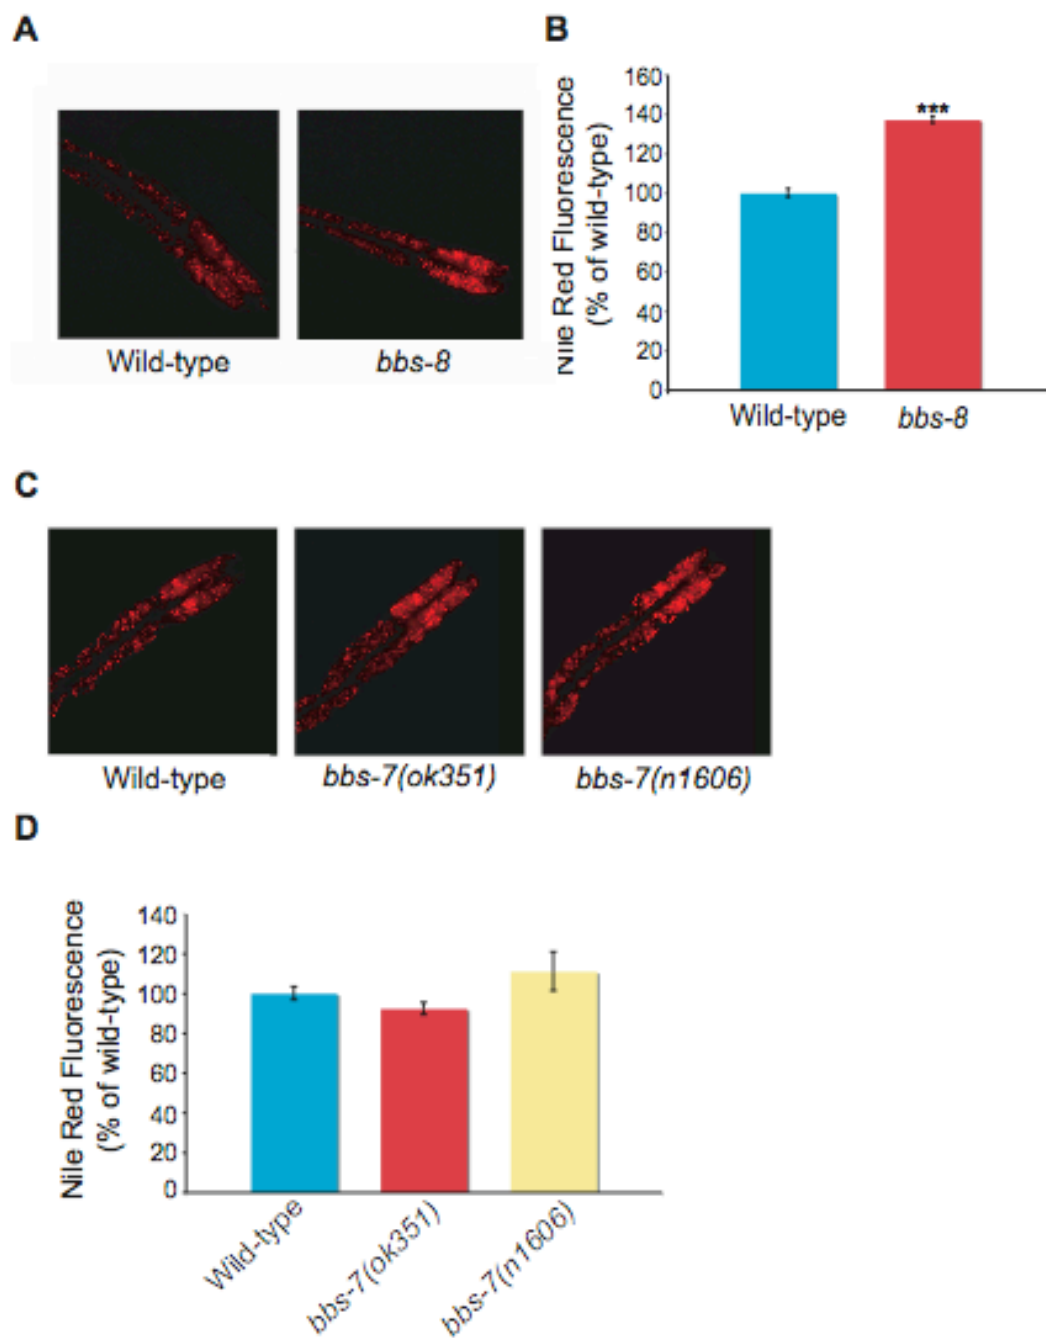 A
Wild-type
bbs-8
B
Nile Red Fluorescence
(% of wild-type)
160
140
120
100
80
60
40
20
0
***
Wild-type
bbs-8
C
Wild-type
bbs-7(ok351)
bbs-7(n1606)
D
Nile Red Fluorescence
(% of wild-type)
140
120
100
80
60
40
20
0
Wild-type
bbs-7(ok351)
bbs-7(n1606)